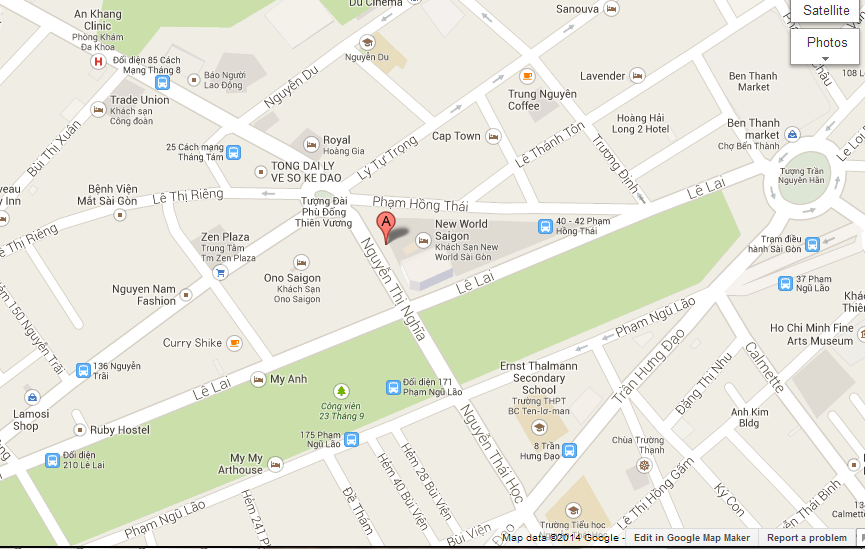 Du Cinema
Sanouva
Satellite
An Khang
Clinic
Phòng Khám
Đa Khoa
Photos
Nguyễn Du
Nguyễn Du
H
Đối diện 85 Cách
Mạng Tháng 8
Báo Người
Lao Động
Lavender
Ben Thanh
Market
108 L
Trade Union
Khách sạn
Công đoàn
Trung Nguyên
Coffee
Hoàng Hải
Long 2 Hotel
Ben Thanh
market
Chợ Bến Thành
Bùi Thị Xuân
Cap Town
Royal
Hoàng Gia
25 Cách mạng
Tháng Tám
Lý Tự Trọng
Lê Thánh Tôn
Trương Định
Lê Lợi
TONG DAI LY
VE SO KE DAO
Tượng Trần
Nguyên Hãn
Bệnh Viện
Mắt Sài Gòn
Lê Thị Riêng
Lê Thị Riêng
Tượng Đài
Phù Đổng
Thiên Vương
Phạm Hồng Thái
Lê Lai
A
New World
Saigon
Khách Sạn New
World Sài Gòn
40 - 42 Phạm
Hồng Thái
Zen Plaza
Trung Tâm
Tm Zen Plaza
Trạm điều
hành Sài Gòn
Ono Saigon
Khách Sạn
Ono Saigon
Nguyễn Thị Nghĩa
Lê Lai
37 Phạm
Ngũ Lão
Nguyen Nam
Fashion
Hẻm 150 Nguyễn Trãi
Phạm Ngũ Lão
Ho Chi Minh Fine
Arts Museum
Curry Shike
136 Nguyễn
Trãi
Lê Lai
My Anh
Đối diện 171
Phạm Ngũ Lão
Ernst Thalmann
Secondary
School
Trường THPT
BC Ten-lơ-man
Trần Hưng Đạo
Đặng Thị Nhu
Calmette
Lamosi
Shop
Công viên
23 Tháng 9
Anh Kim
Bldg
Ruby Hostel
175 Phạm
Ngũ Lão
Nguyễn Thái Học
8 Trần
Hưng Đạo
Chùa Trường
Thạnh
Đối diện
210 Lê Lai
My My
Arthouse
Hẻm 28 Bùi Viện
Hẻm 40 Bùi Viện
Đề Thám
Hẻm 241 Ph
Lê Thị Hồng Gấm
Ký Con
Thái Bình
134-
Calmette
Phạm Ngũ Lão
Bùi Viện
Trường Tiểu học
Map data ©2014 Google -
Edit in Google Map Maker
Report a problem